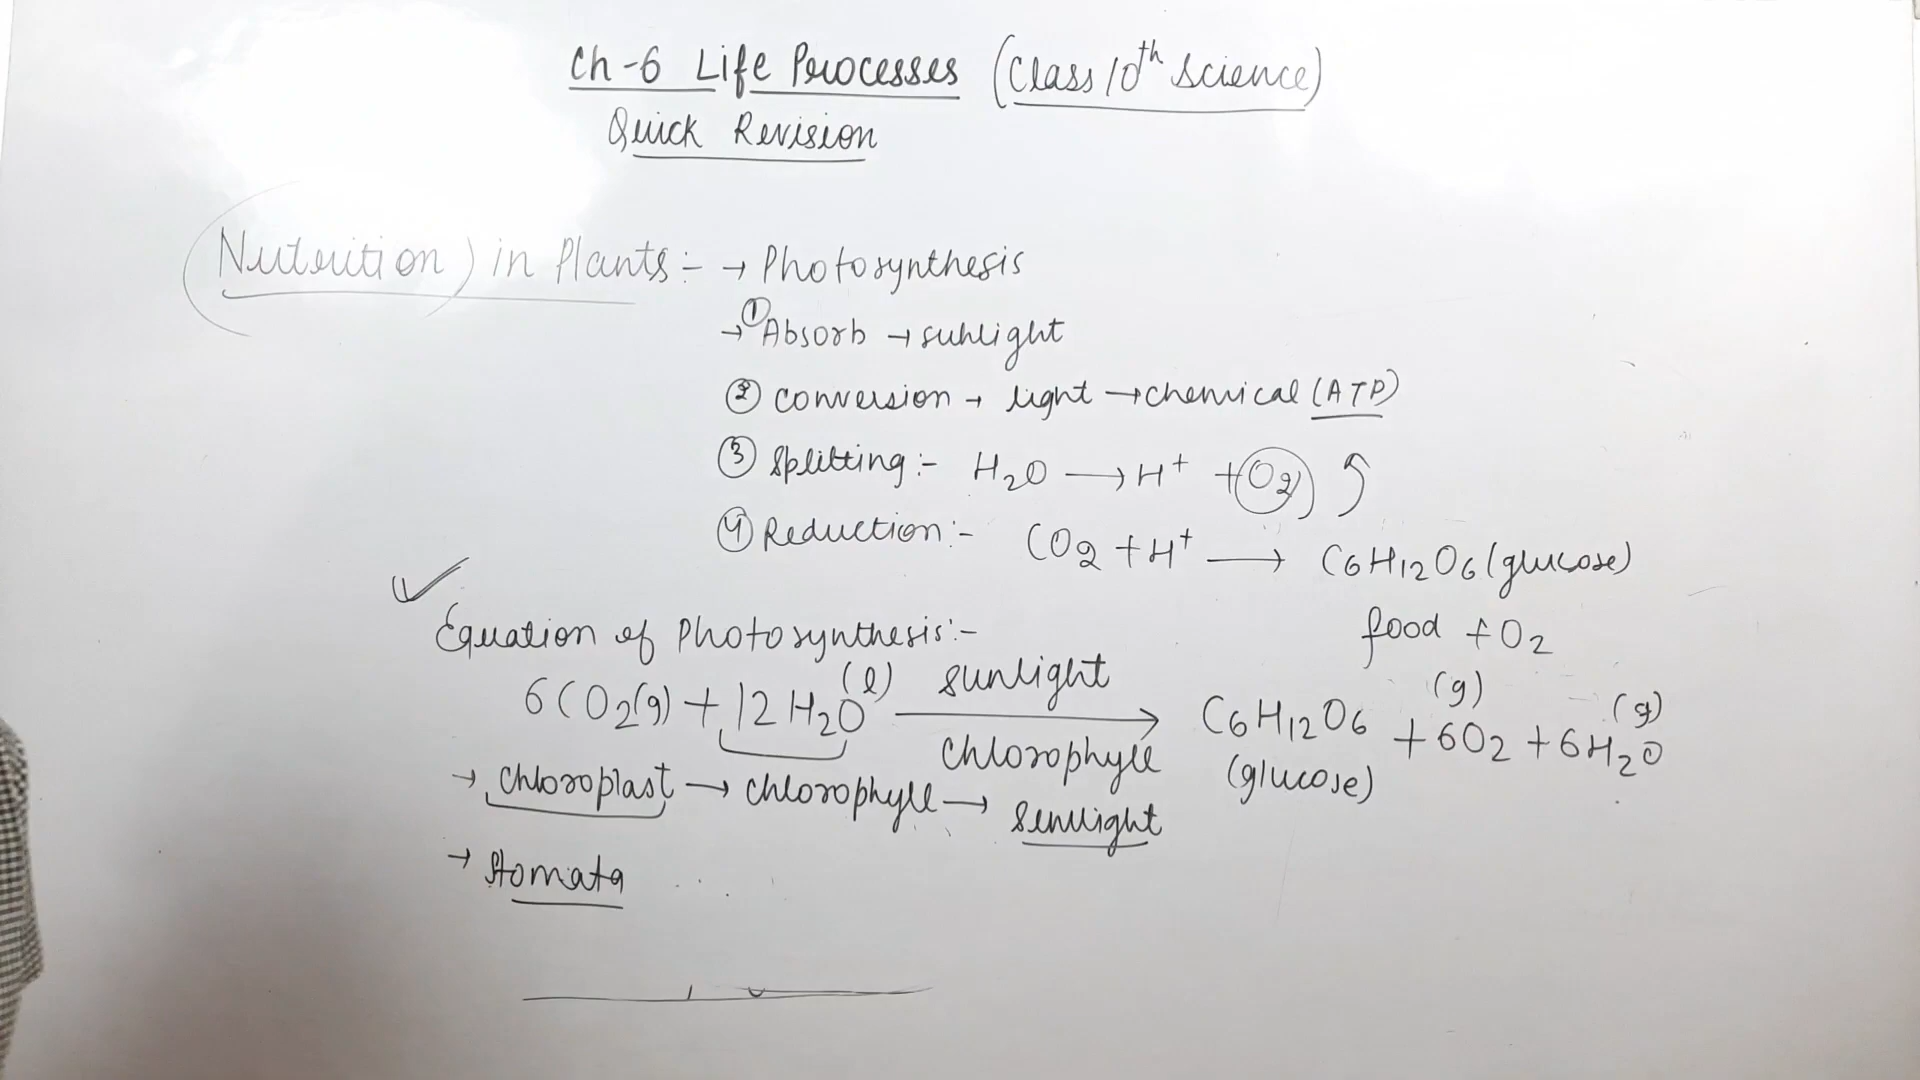 Ch-6 Life Processes (Class 10th Science)
Quick Revision
Nutrition) in Plants:- → Photosynthesis
→ ① Absorb → sunlight
② Conversion → light → chemical (ATP)
③ Splitting:- H₂O → H⁺ + O₂
④ Reduction:- CO₂ + H⁺ → C₆H₁₂O₆ (glucose)
food + O₂
✓
Equation of Photosynthesis:-
6CO₂(g) + 12H₂O (l) sunlight → chlorophyll C₆H₁₂O₆ (glucose) + 6O₂ (g) + 6H₂O (g)
→ Chloroplast → chlorophyll → sunlight
→ Stomata